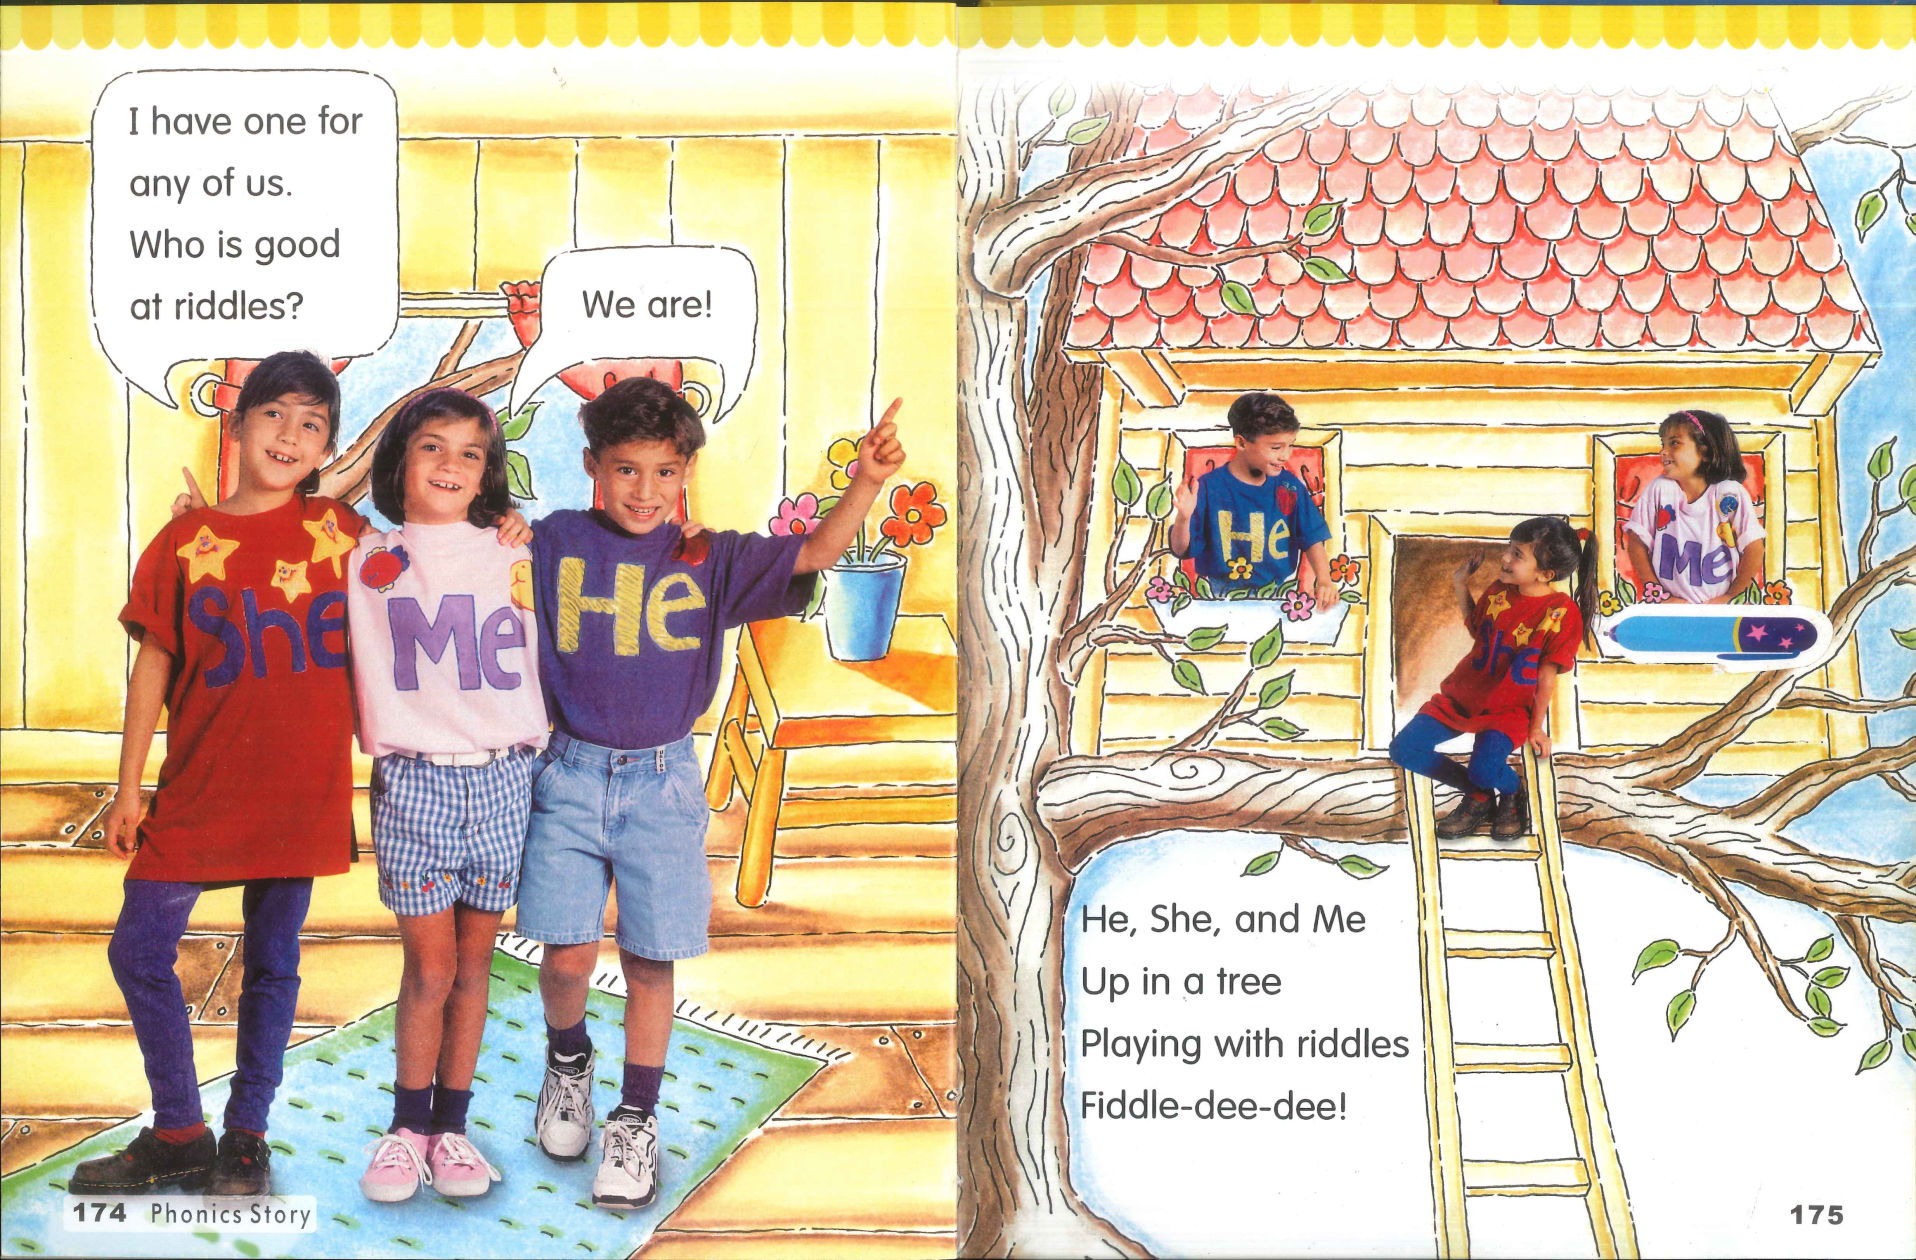 I have one for
any of us.
Who is good
at riddles?
We are!
She
Me
He
174 Phonics Story
He
Me
She
He, She, and Me
Up in a tree
Playing with riddles
Fiddle-dee-dee!
175